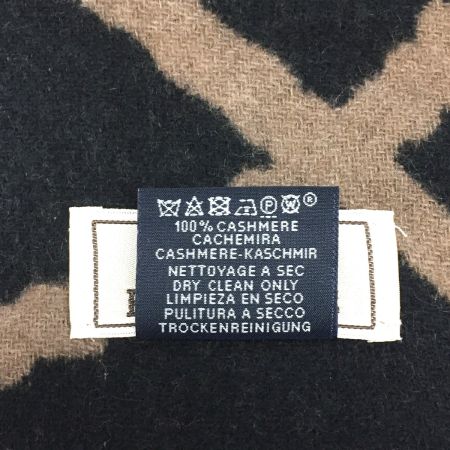 P W ®
100% CASHMERE
CACHEMIRA
CASHMERE-KASCHMIR
NETTOYAGE A SEC
DRY CLEAN ONLY
LIMPIEZA EN SECO
PULITURA A SECCO
TROCKENREINIGUNG